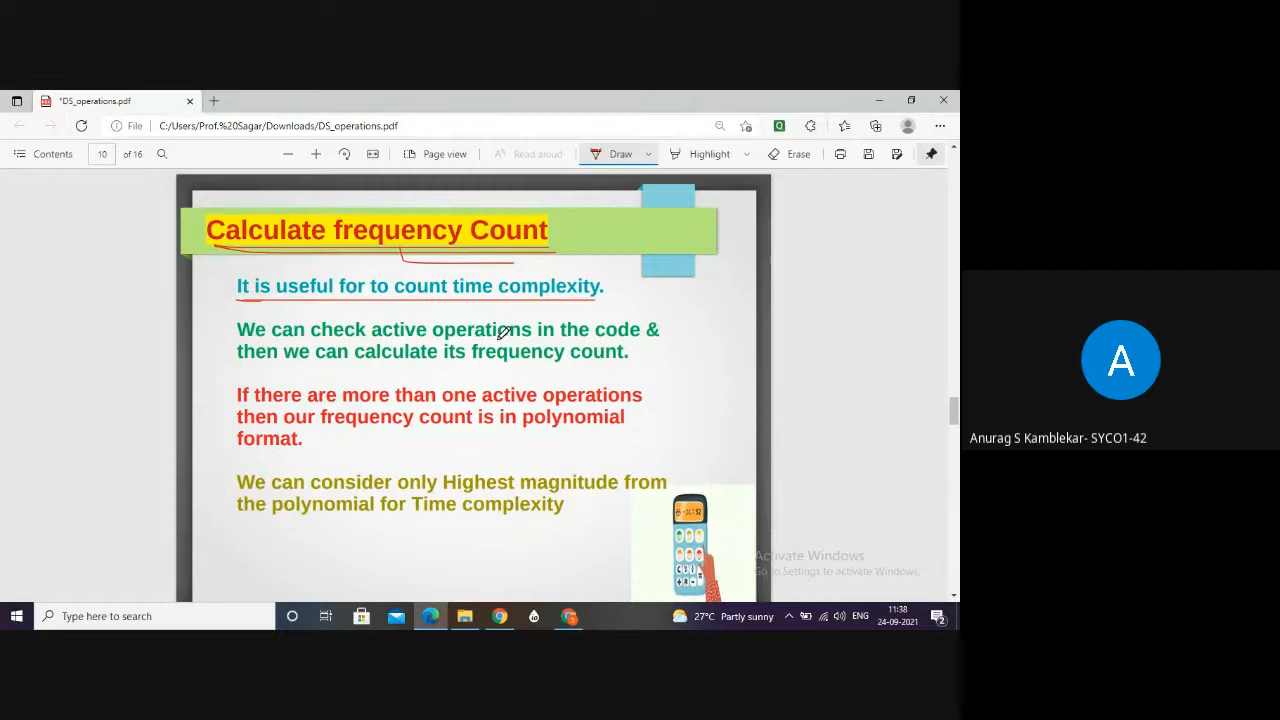 *DS_operations.pdf
File C:/Users/Prof.%20Sagar/Downloads/DS_operations.pdf
Contents 10 of 16 Page view Read aloud Draw Highlight Erase
Calculate frequency Count
It is useful for to count time complexity.
We can check active operations in the code &
then we can calculate its frequency count.
If there are more than one active operations
then our frequency count is in polynomial
format.
We can consider only Highest magnitude from
the polynomial for Time complexity
A
Anurag S Kamblekar- SYCO1-42
Activate Windows
Go to Settings to activate Windows.
Type here to search
27°C Partly sunny ENG
11:38
24-09-2021
2